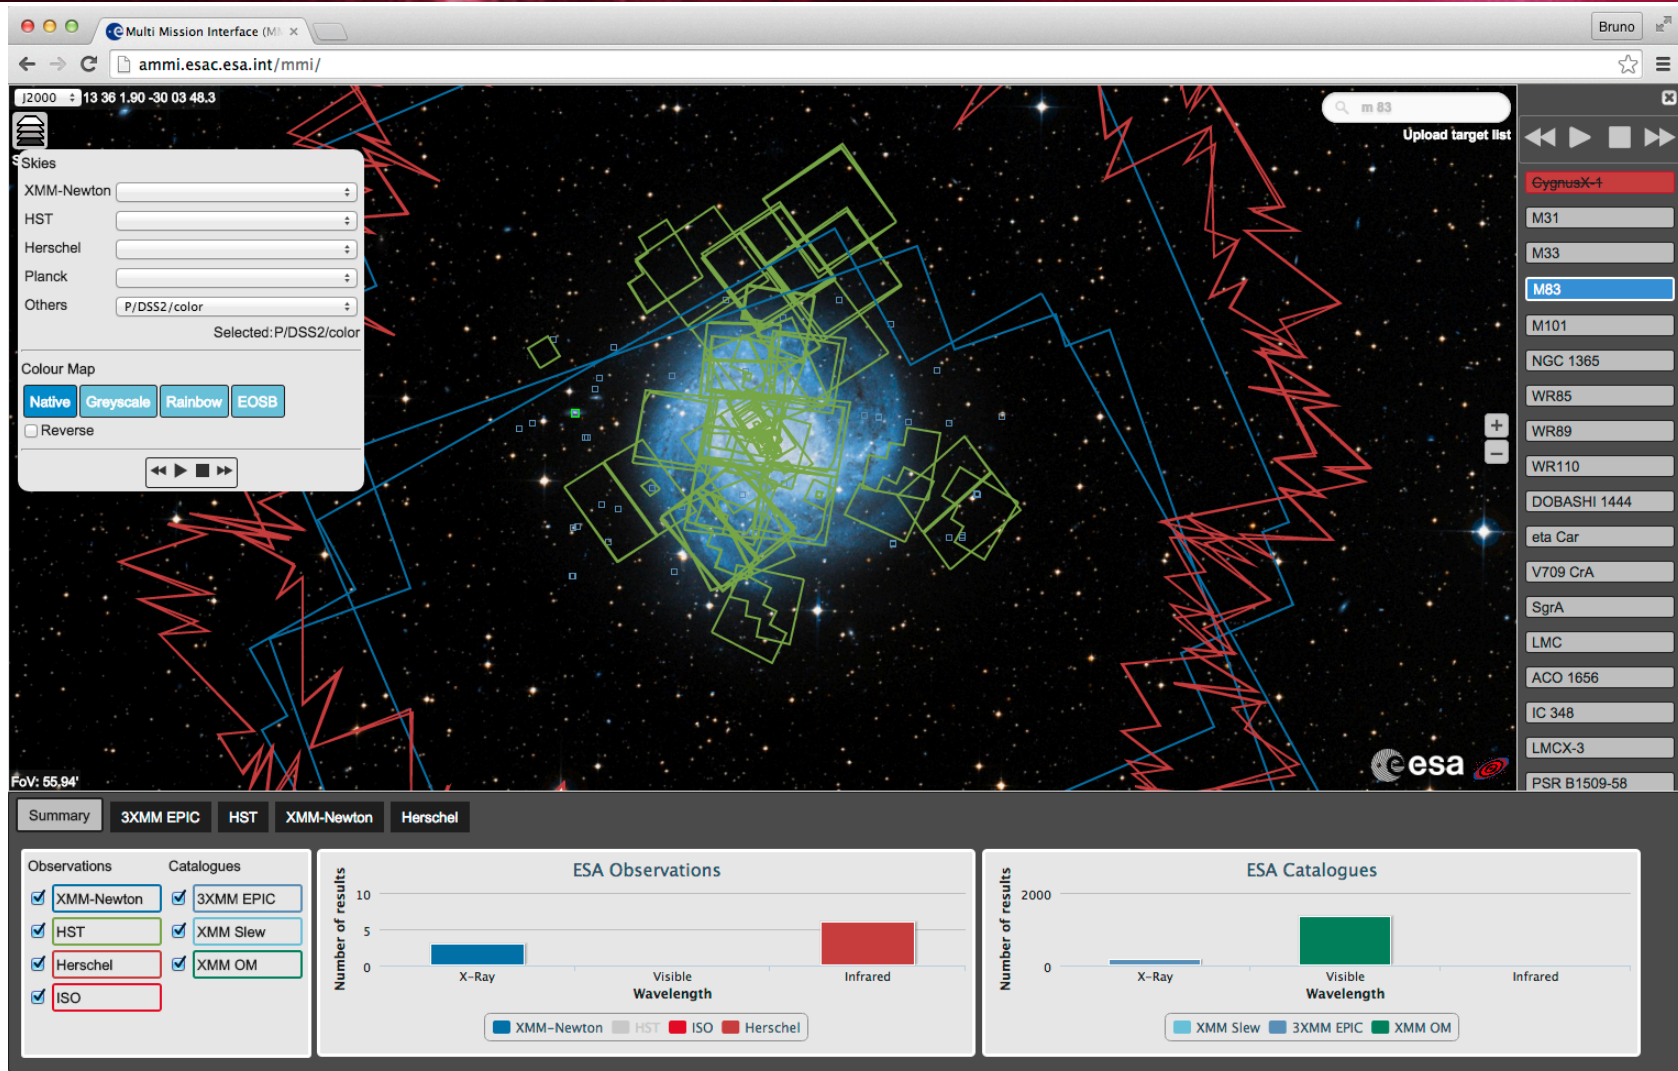 Multi Mission Interface (M
Bruno
ammi.esac.esa.int/mmi/
J2000 13 36 1.90 -30 03 48.3
m 83
Upload target list
S
Skies
XMM-Newton
HST
Herschel
Planck
Others P/DSS2/color
Selected:P/DSS2/color
Colour Map
Native Greyscale Rainbow EOSB
Reverse
+
−
FoV: 55.94'
esa
CygnusX-1
M31
M33
M83
M101
NGC 1365
WR85
WR89
WR110
DOBASHI 1444
eta Car
V709 CrA
SgrA
LMC
ACO 1656
IC 348
LMCX-3
PSR B1509-58
Summary 3XMM EPIC HST XMM-Newton Herschel
Observations Catalogues
XMM-Newton 3XMM EPIC
HST XMM Slew
Herschel XMM OM
ISO
ESA Observations
Number of results
10
5
0
X-Ray Visible Infrared
Wavelength
XMM-Newton HST ISO Herschel
ESA Catalogues
Number of results
2000
0
X-Ray Visible Infrared
Wavelength
XMM Slew 3XMM EPIC XMM OM